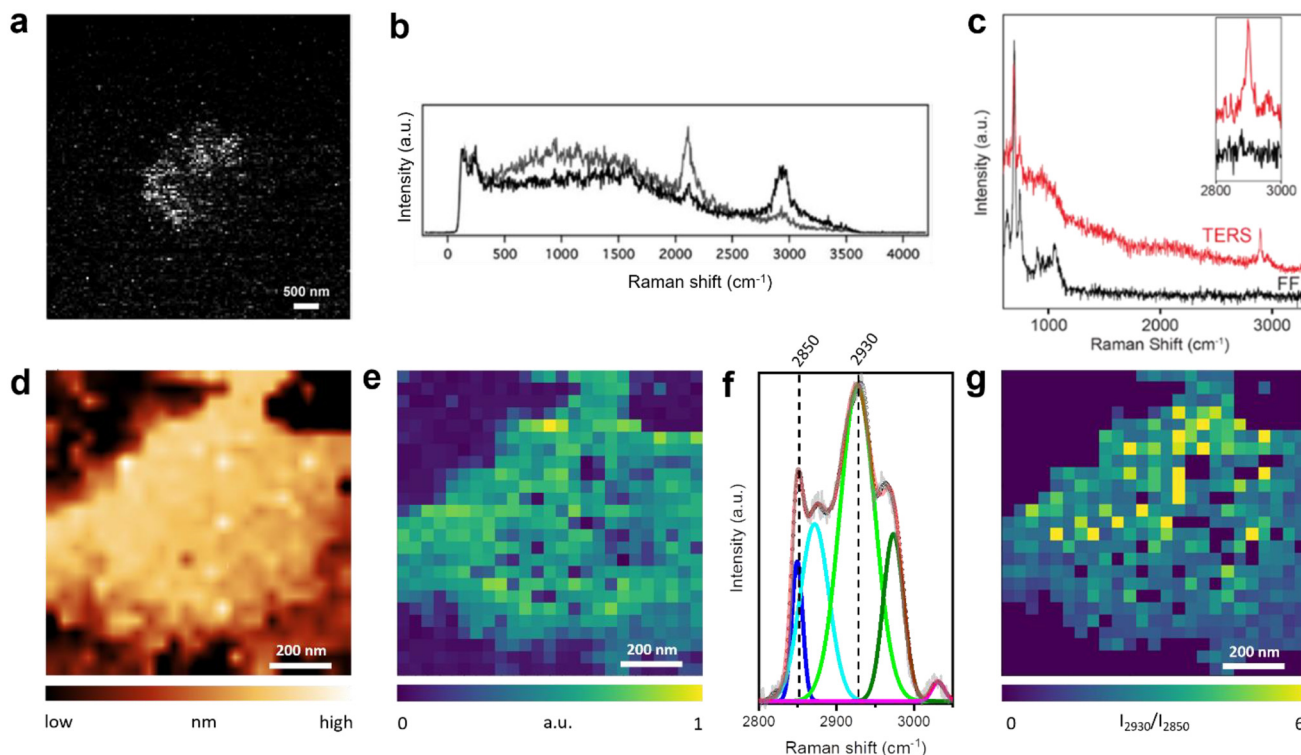 a
500 nm
b
Intensity (a.u.)
0 500 1000 1500 2000 2500 3000 3500 4000
Raman shift (cm⁻¹)
c
Intensity (a.u.)
2800 3000
TERS
FF
1000 2000 3000
Raman Shift (cm⁻¹)
d
200 nm
low nm high
e
200 nm
0 a.u. 1
f
2850 2930
Intensity (a.u.)
2800 2900 3000
Raman shift (cm⁻¹)
g
200 nm
0 I₂₉₃₀/I₂₈₅₀ 6